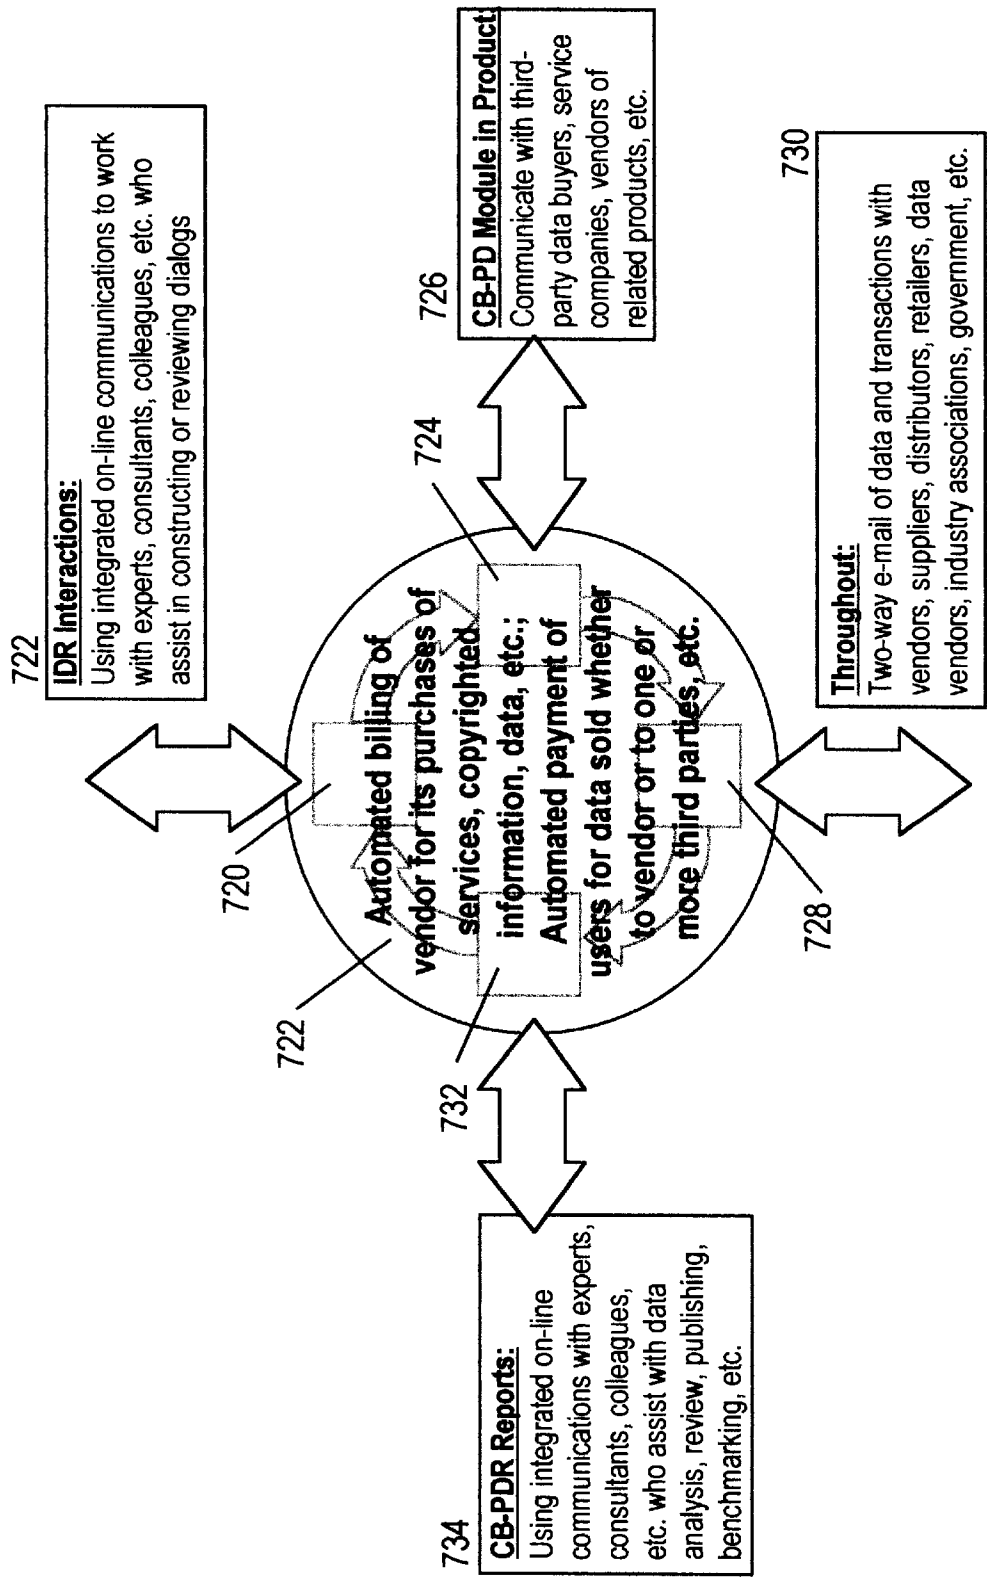 722
IDR Interactions:
Using integrated on-line communications to work
with experts, consultants, colleagues, etc. who
assist in constructing or reviewing dialogs
734
CB-PDR Reports:
Using integrated on-line
communications with experts,
consultants, colleagues,
etc. who assist with data
analysis, review, publishing,
benchmarking, etc.
722
720
732
Automated billing of
vendor for its purchases of
services, copyrighted
information, data, etc.;
Automated payment of
users for data sold whether
to vendor or to one or
more third parties, etc.
724
728
726
CB-PD Module in Product:
Communicate with third-
party data buyers, service
companies, vendors of
related products, etc.
730
Throughout:
Two-way e-mail of data and transactions with
vendors, suppliers, distributors, retailers, data
vendors, industry associations, government, etc.